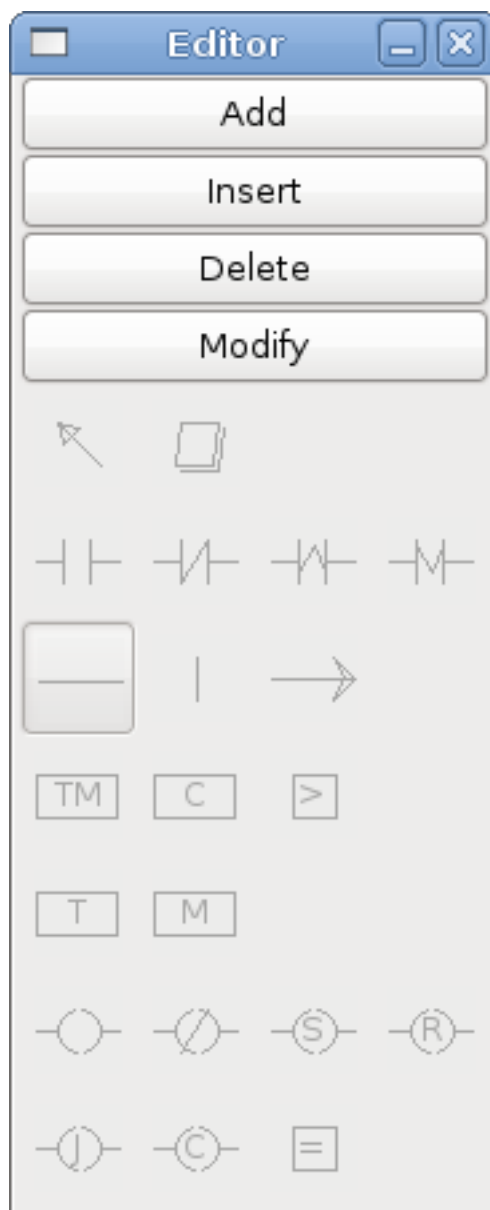 Editor
Add
Insert
Delete
Modify
TM C >
T M
S R
J C =